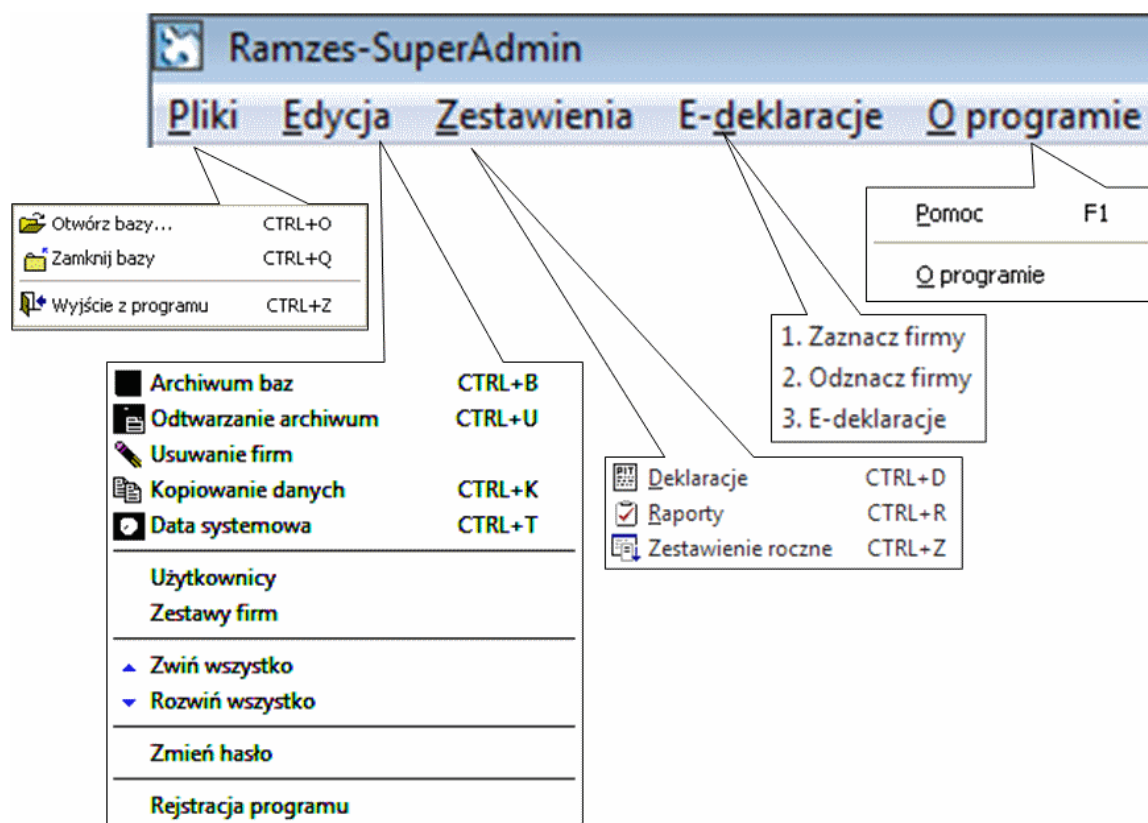 Ramzes-SuperAdmin
Pliki Edycja Zestawienia E-deklaracje O programie
Otwórz bazy... CTRL+O
Zamknij bazy CTRL+Q
Wyjście z programu CTRL+Z
Pomoc F1
O programie
1. Zaznacz firmy
2. Odznacz firmy
3. E-deklaracje
Archiwum baz CTRL+B
Odtwarzanie archiwum CTRL+U
Usuwanie firm
Kopiowanie danych CTRL+K
Data systemowa CTRL+T
Użytkownicy
Zestawy firm
Zwiń wszystko
Rozwiń wszystko
Zmień hasło
Rejstracja programu
PIT Deklaracje CTRL+D
Raporty CTRL+R
Zestawienie roczne CTRL+Z